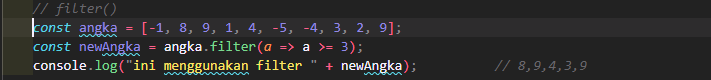 // filter()
const angka = [-1, 8, 9, 1, 4, -5, -4, 3, 2, 9];
const newAngka = angka.filter(a => a >= 3);
console.log("ini menggunakan filter " + newAngka);          // 8,9,4,3,9